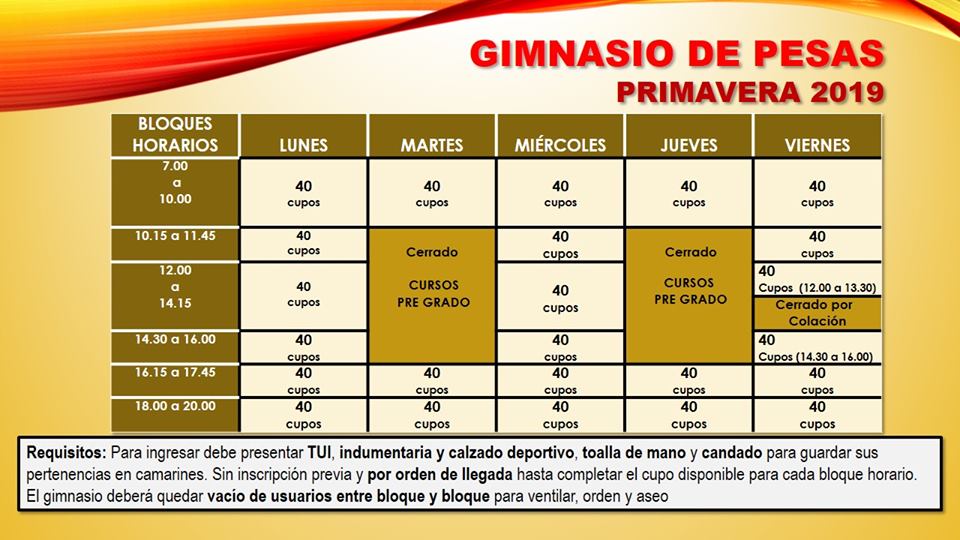 GIMNASIO DE PESAS
PRIMAVERA 2019
BLOQUES HORARIOS LUNES MARTES MIÉRCOLES JUEVES VIERNES
7.00 a 10.00 40 cupos 40 cupos 40 cupos 40 cupos 40 cupos
10.15 a 11.45 40 cupos Cerrado CURSOS PRE GRADO 40 cupos Cerrado CURSOS PRE GRADO 40 cupos
12.00 a 14.15 40 cupos 40 cupos 40 Cupos (12.00 a 13.30) Cerrado por Colación
14.30 a 16.00 40 cupos 40 cupos 40 Cupos (14.30 a 16.00)
16.15 a 17.45 40 cupos 40 cupos 40 cupos 40 cupos 40 cupos
18.00 a 20.00 40 cupos 40 cupos 40 cupos 40 cupos 40 cupos
Requisitos: Para ingresar debe presentar TUI, indumentaria y calzado deportivo, toalla de mano y candado para guardar sus
pertenencias en camarines. Sin inscripción previa y por orden de llegada hasta completar el cupo disponible para cada bloque horario.
El gimnasio deberá quedar vacío de usuarios entre bloque y bloque para ventilar, orden y aseo